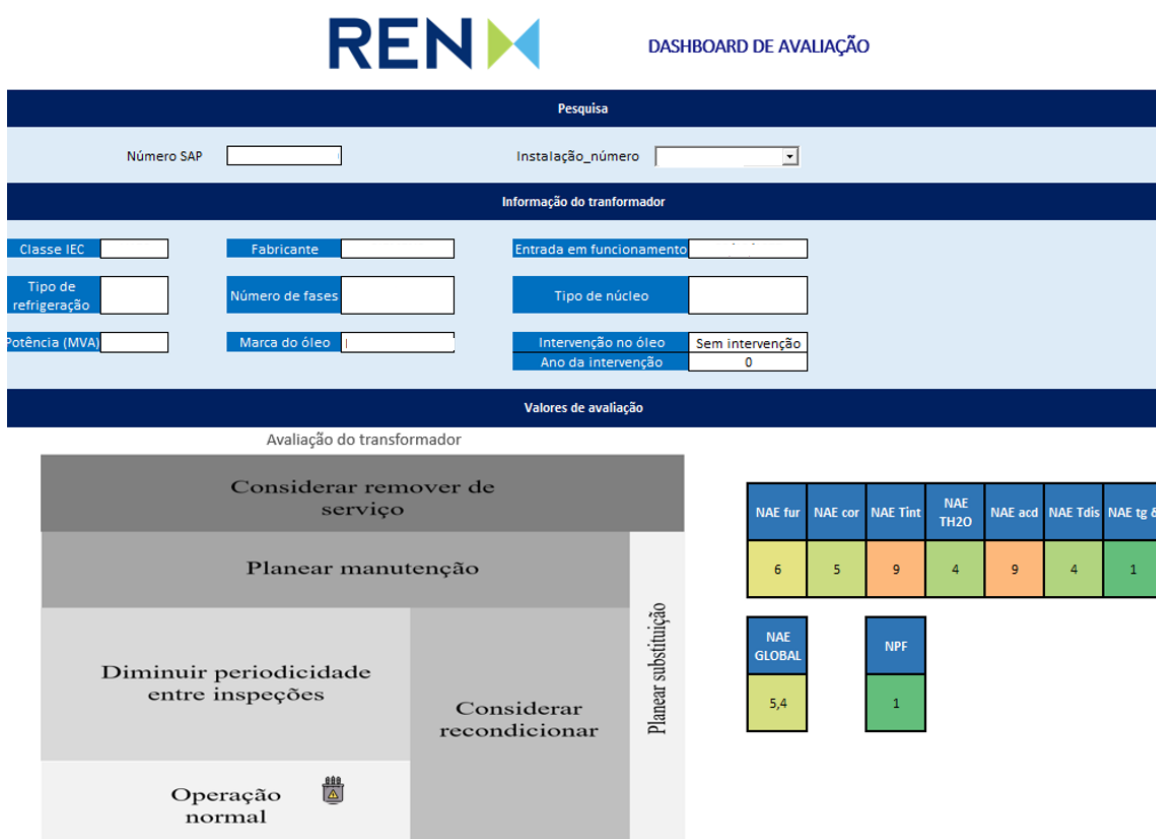 REN
DASHBOARD DE AVALIAÇÃO
Pesquisa
Número SAP
Instalação_número
Informação do tranformador
Classe IEC
Fabricante
Entrada em funcionamento
Tipo de
refrigeração
Número de fases
Tipo de núcleo
Potência (MVA)
Marca do óleo
Intervenção no óleo
Sem intervenção
Ano da intervenção
0
Valores de avaliação
Avaliação do transformador
Considerar remover de
serviço
Planear manutenção
Diminuir periodicidade
entre inspeções
Considerar
recondicionar
Planear substituição
Operação
normal
NAE fur
NAE cor
NAE Tint
NAE
TH2O
NAE acd
NAE Tdis
NAE tg
6
5
9
4
9
4
1
NAE
GLOBAL
NPF
5,4
1